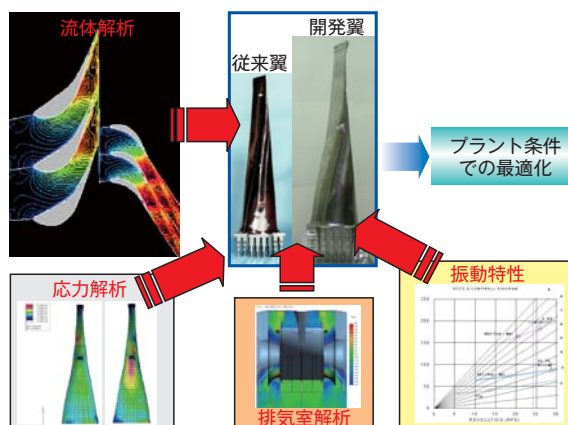 流体解析
従来翼
開発翼
プラント条件
での最適化
応力解析
排気室解析
振動特性